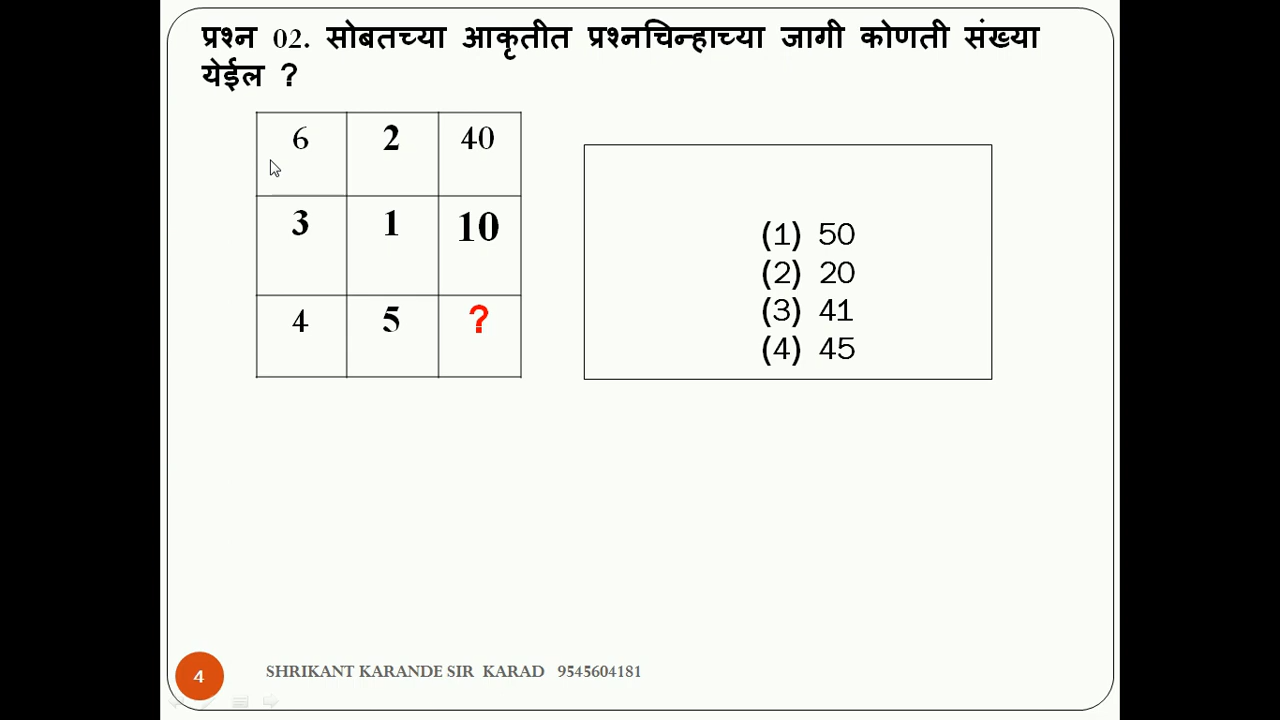 प्रश्न 02. सोबतच्या आकृतीत प्रश्नचिन्हाच्या जागी कोणती संख्या
येईल ?
6 2 40
3 1 10
4 5 ?
(1) 50
(2) 20
(3) 41
(4) 45
4 SHRIKANT KARANDE SIR KARAD 9545604181